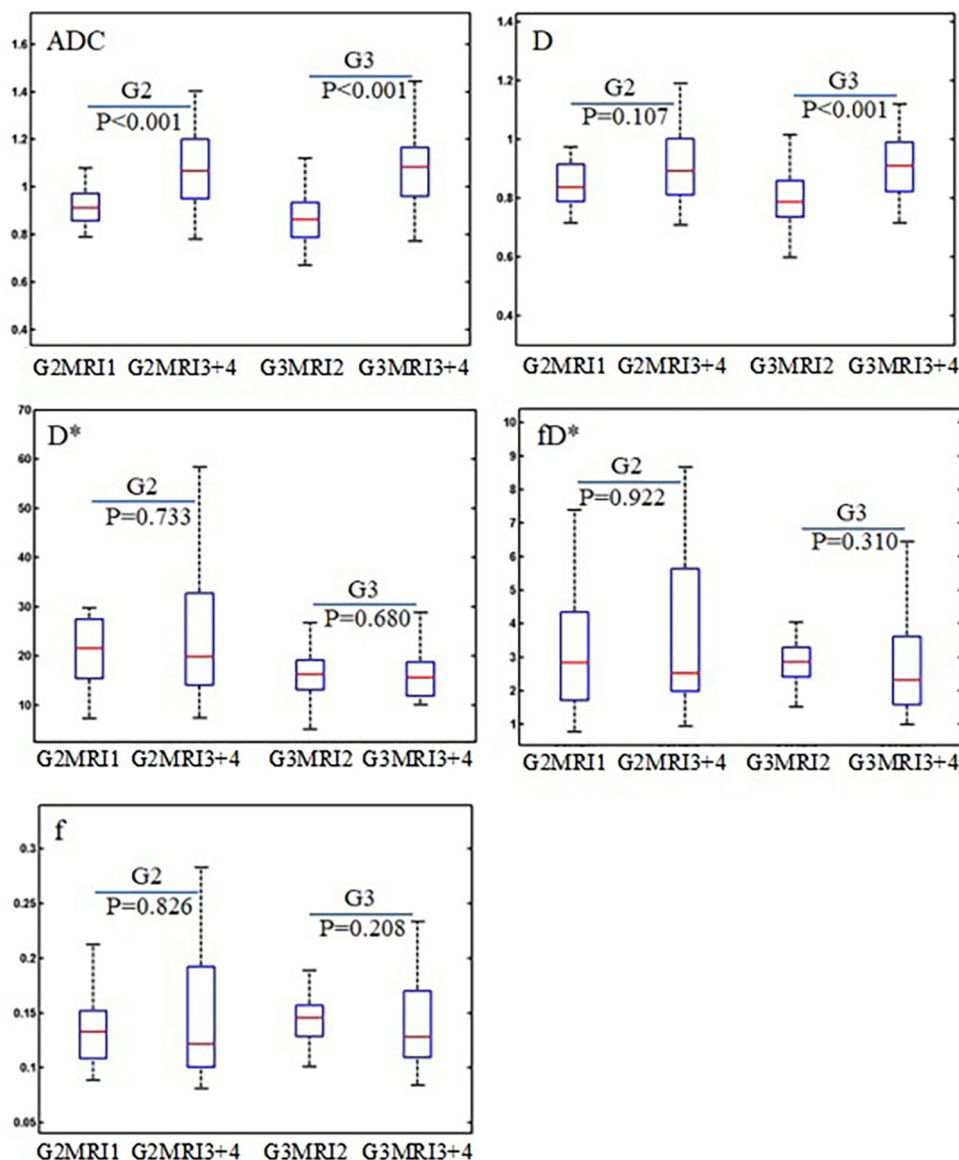 ADC
G2
P<0.001
G3
P<0.001
1.6
1.4
1.2
1
0.8
0.6
0.4
G2MRI1 G2MRI3+4 G3MRI2 G3MRI3+4
D
G2
P=0.107
G3
P<0.001
1.4
1.2
1
0.8
0.6
0.4
G2MRI1 G2MRI3+4 G3MRI2 G3MRI3+4
D*
G2
P=0.733
G3
P=0.680
70
60
50
40
30
20
10
G2MRI1 G2MRI3+4 G3MRI2 G3MRI3+4
fD*
G2
P=0.922
G3
P=0.310
10
9
8
7
6
5
4
3
2
1
G2MRI1 G2MRI3+4 G3MRI2 G3MRI3+4
f
G2
P=0.826
G3
P=0.208
0.3
0.25
0.2
0.15
0.1
0.05
G2MRI1 G2MRI3+4 G3MRI2 G3MRI3+4